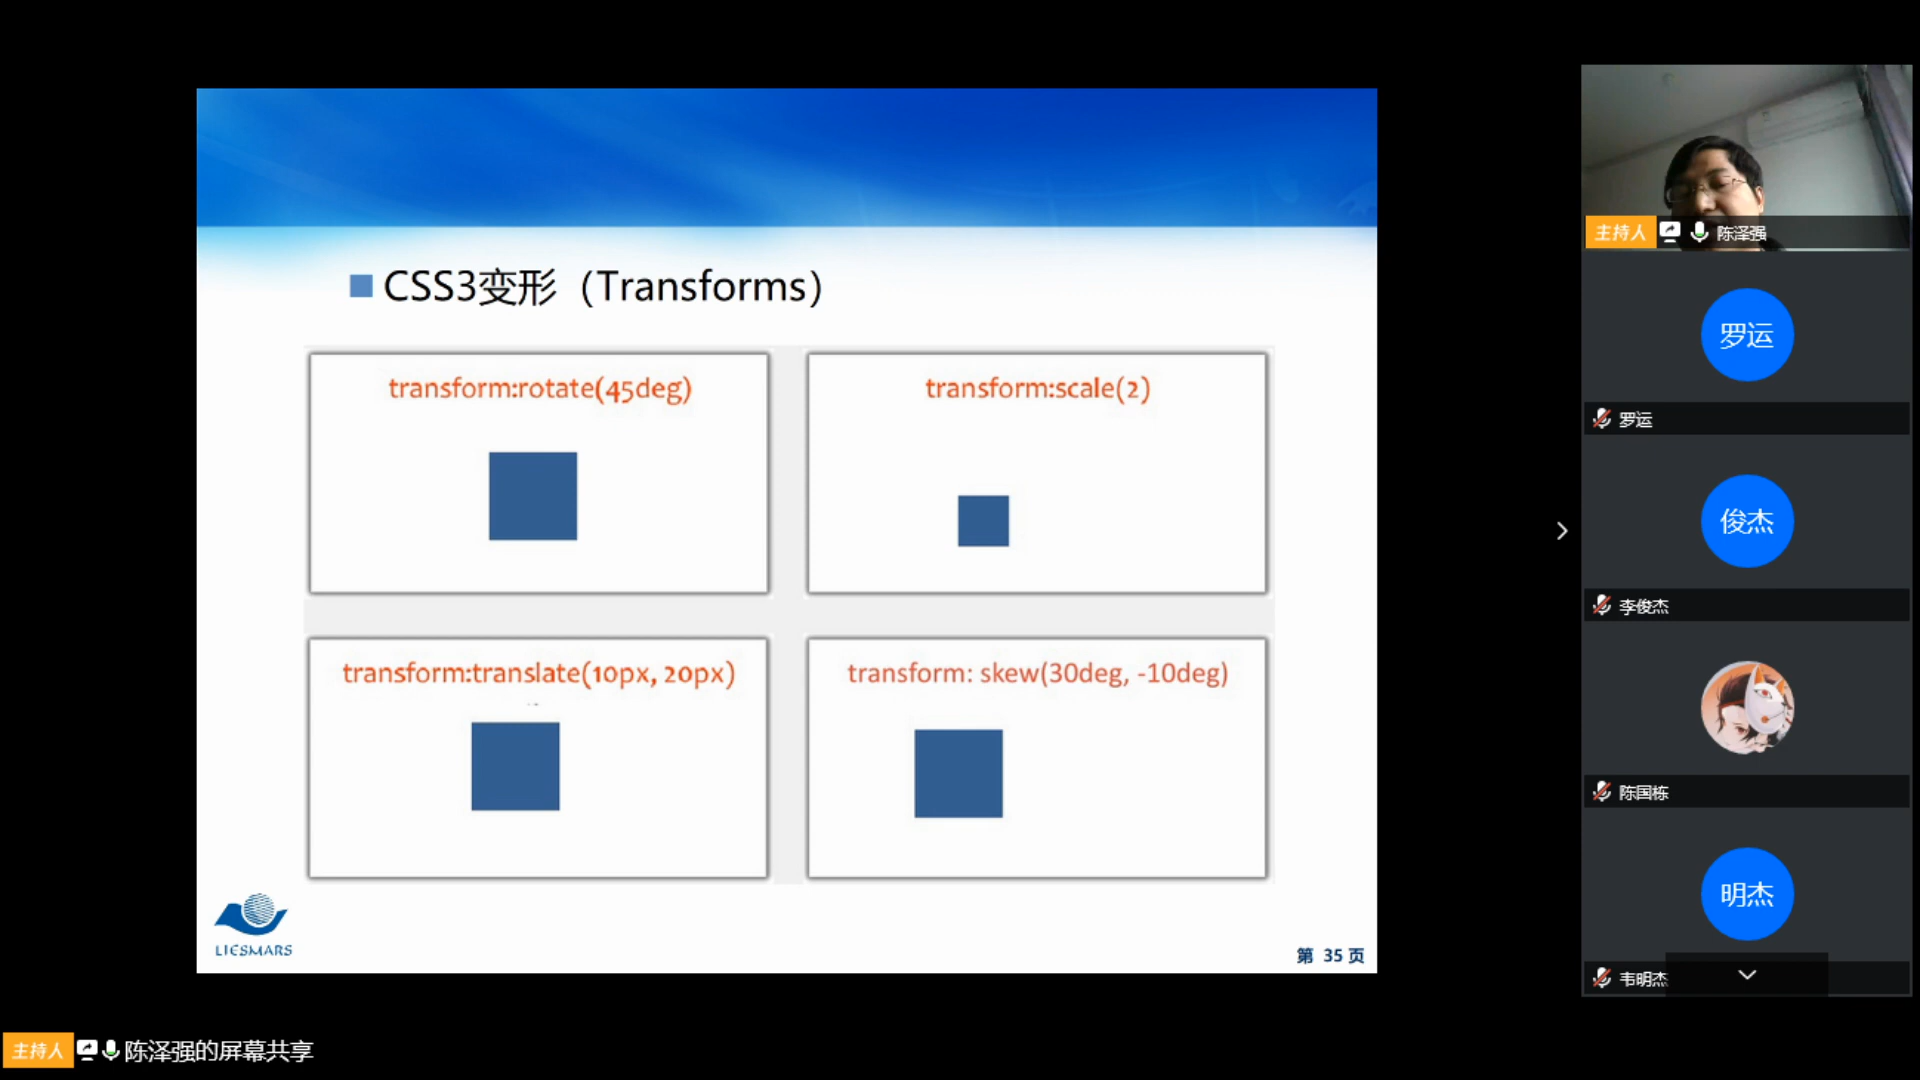 CSS3变形（Transforms）
transform:rotate(45deg)
transform:scale(2)
transform:translate(10px, 20px)
transform: skew(30deg, -10deg)
LIESMARS
第 35 页
主持人 陈泽强
罗运
罗运
俊杰
李俊杰
陈国栋
明杰
韦明杰
主持人 陈泽强的屏幕共享